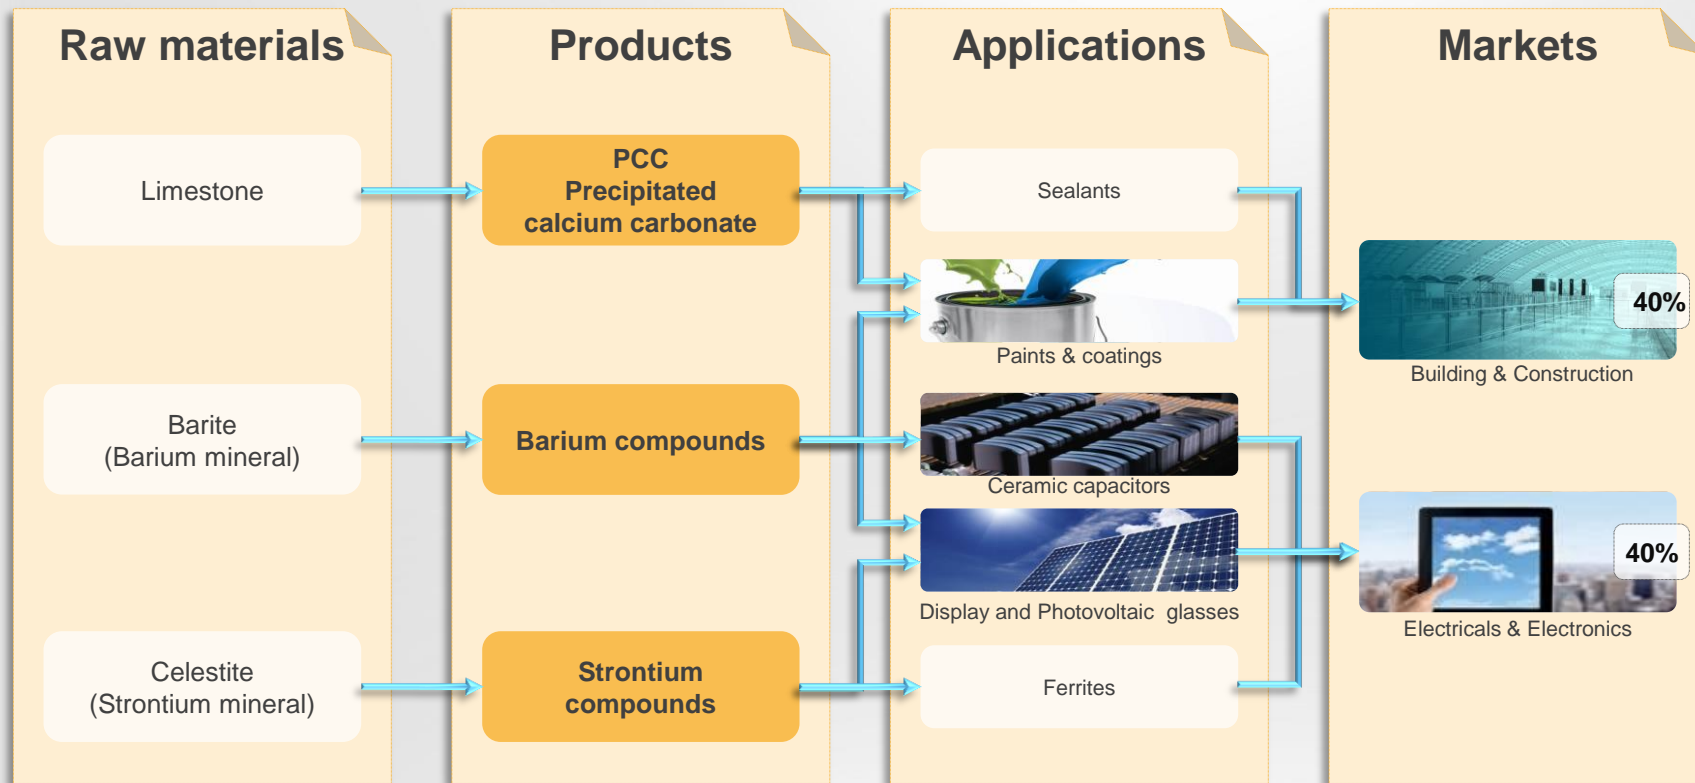 Raw materials
Products
Applications
Markets
Limestone
PCC
Precipitated
calcium carbonate
Sealants
Paints & coatings
40%
Building & Construction
Barite
(Barium mineral)
Barium compounds
Ceramic capacitors
Display and Photovoltaic glasses
40%
Electricals & Electronics
Celestite
(Strontium mineral)
Strontium
compounds
Ferrites